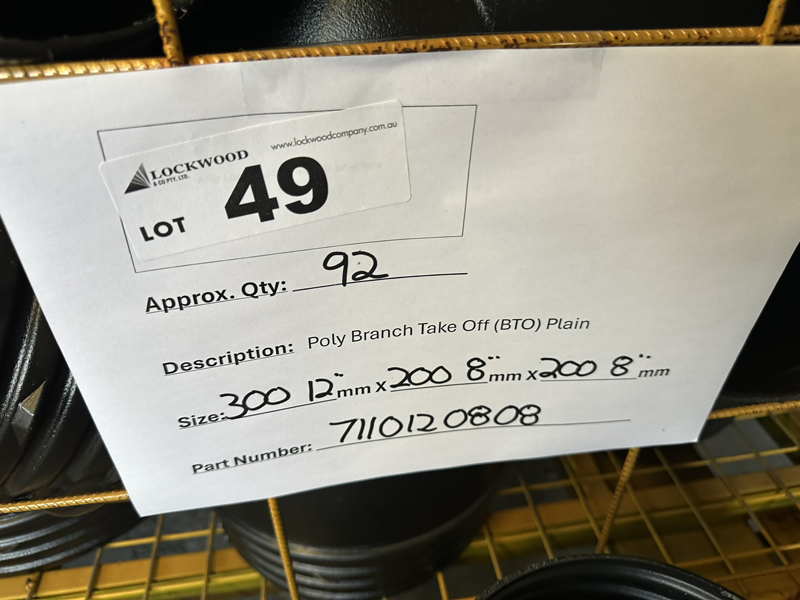 www.lockwoodcompany.com.au
LOCKWOOD
& CO PTY. LTD.
LOT 49
Approx. Qty: 92
Description: Poly Branch Take Off (BTO) Plain
Size: 300 12"mm x 200 8"mm x 200 8"mm
Part Number: 7110120808